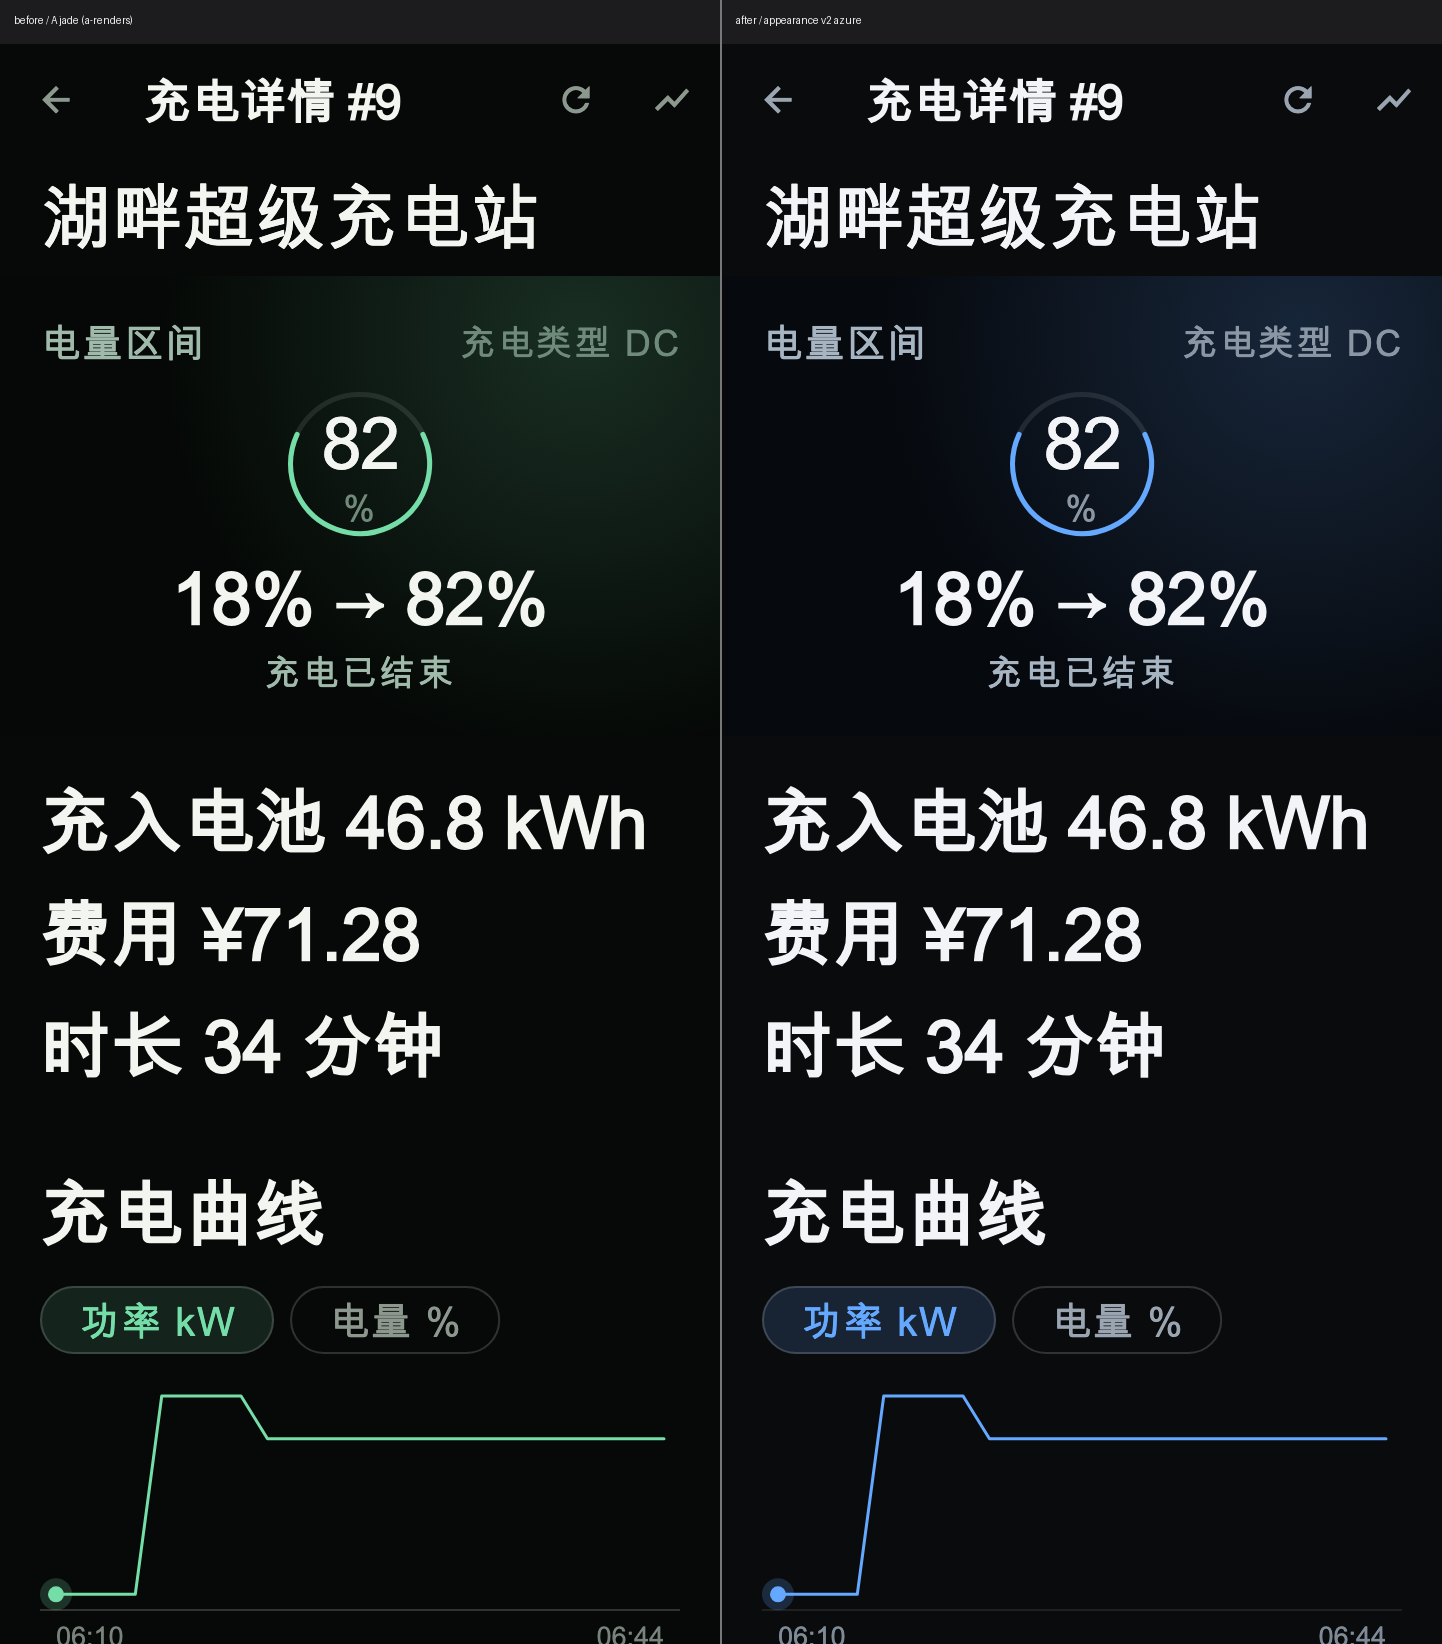 before / A jade (a-renders)
充电详情 #9
湖畔超级充电站
电量区间
充电类型 DC
82
%
18% → 82%
充电已结束
充入电池 46.8 kWh
费用 ¥71.28
时长 34 分钟
充电曲线
功率 kW
电量 %
06:10
06:44
after / appearance v2 azure
充电详情 #9
湖畔超级充电站
电量区间
充电类型 DC
82
%
18% → 82%
充电已结束
充入电池 46.8 kWh
费用 ¥71.28
时长 34 分钟
充电曲线
功率 kW
电量 %
06:10
06:44